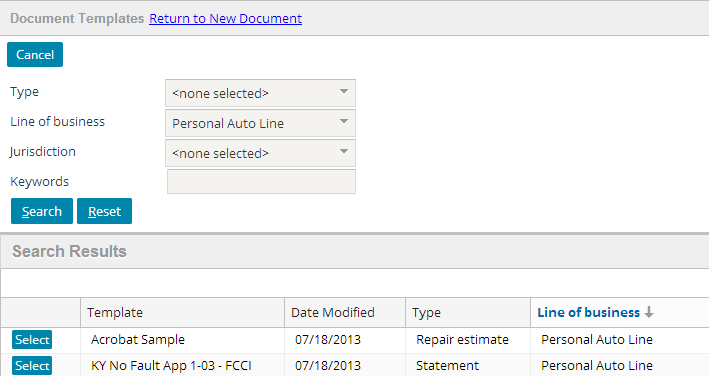 Document Templates Return to New Document
Cancel
Type <none selected>
Line of business Personal Auto Line
Jurisdiction <none selected>
Keywords
Search Reset
Search Results
Template Date Modified Type Line of business
Select Acrobat Sample 07/18/2013 Repair estimate Personal Auto Line
Select KY No Fault App 1-03 - FCCI 07/18/2013 Statement Personal Auto Line